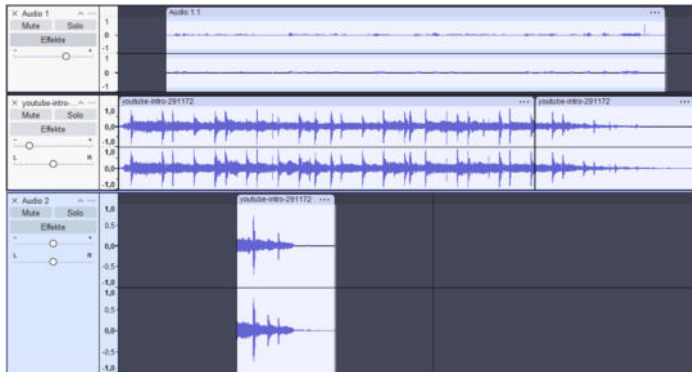 × Audio 1
Mute Solo
Effekte
- +
1
0
-1
1
0
-1
Audio 1.1 ...
× youtube-intro-...
Mute Solo
Effekte
- +
L R
1,0
0,0
-1,0
1,0
0,0
-1,0
youtube-intro-291172 ...
youtube-intro-291172 ...
× Audio 2 ...
Mute Solo
Effekte
- +
L R
1,0
0,5
0,0
-0,5
-1,0
1,0
0,5
0,0
-0,5
-1,0
youtube-intro-291172 ...